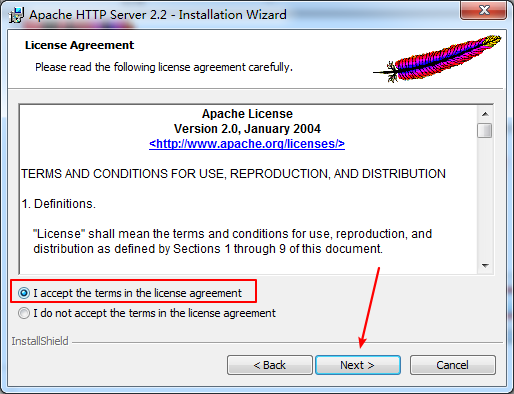 Apache HTTP Server 2.2 - Installation Wizard
License Agreement
Please read the following license agreement carefully.
Apache License
Version 2.0, January 2004
<http://www.apache.org/licenses/>
TERMS AND CONDITIONS FOR USE, REPRODUCTION, AND DISTRIBUTION
1. Definitions.
"License" shall mean the terms and conditions for use, reproduction, and
distribution as defined by Sections 1 through 9 of this document.
I accept the terms in the license agreement
I do not accept the terms in the license agreement
InstallShield
< Back
Next >
Cancel